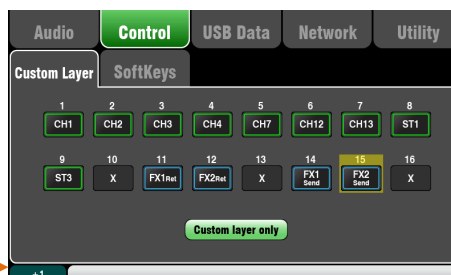 Audio Control USB Data Network Utility
Custom Layer SoftKeys
1 2 3 4 5 6 7 8
CH1 CH2 CH3 CH4 CH7 CH12 CH13 ST1
9 10 11 12 13 14 15 16
ST3 X FX1Ret FX2Ret X FX1 Send FX2 Send X
Custom layer only
+1